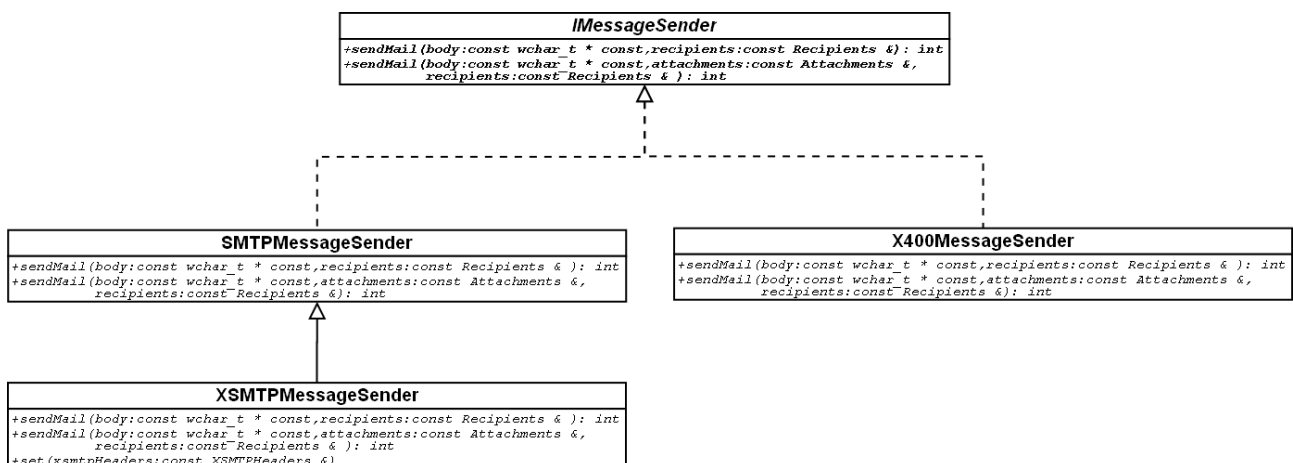 IMessageSender
+sendMail(body:const wchar_t * const,recipients:const Recipients &): int
+sendMail(body:const wchar_t * const,attachments:const Attachments &,
recipients:const Recipients & ): int
SMTPMessageSender
+sendMail(body:const wchar_t * const,recipients:const Recipients & ): int
+sendMail(body:const wchar_t * const,attachments:const Attachments &,
recipients:const Recipients &): int
X400MessageSender
+sendMail(body:const wchar_t * const,recipients:const Recipients & ): int
+sendMail(body:const wchar_t * const,attachments:const Attachments &,
recipients:const Recipients &): int
XSMTPMessageSender
+sendMail(body:const wchar_t * const,recipients:const Recipients & ): int
+sendMail(body:const wchar_t * const,attachments:const Attachments &,
recipients:const Recipients & ): int
+set(xsmtpHeaders:const XSMTPHeaders &)